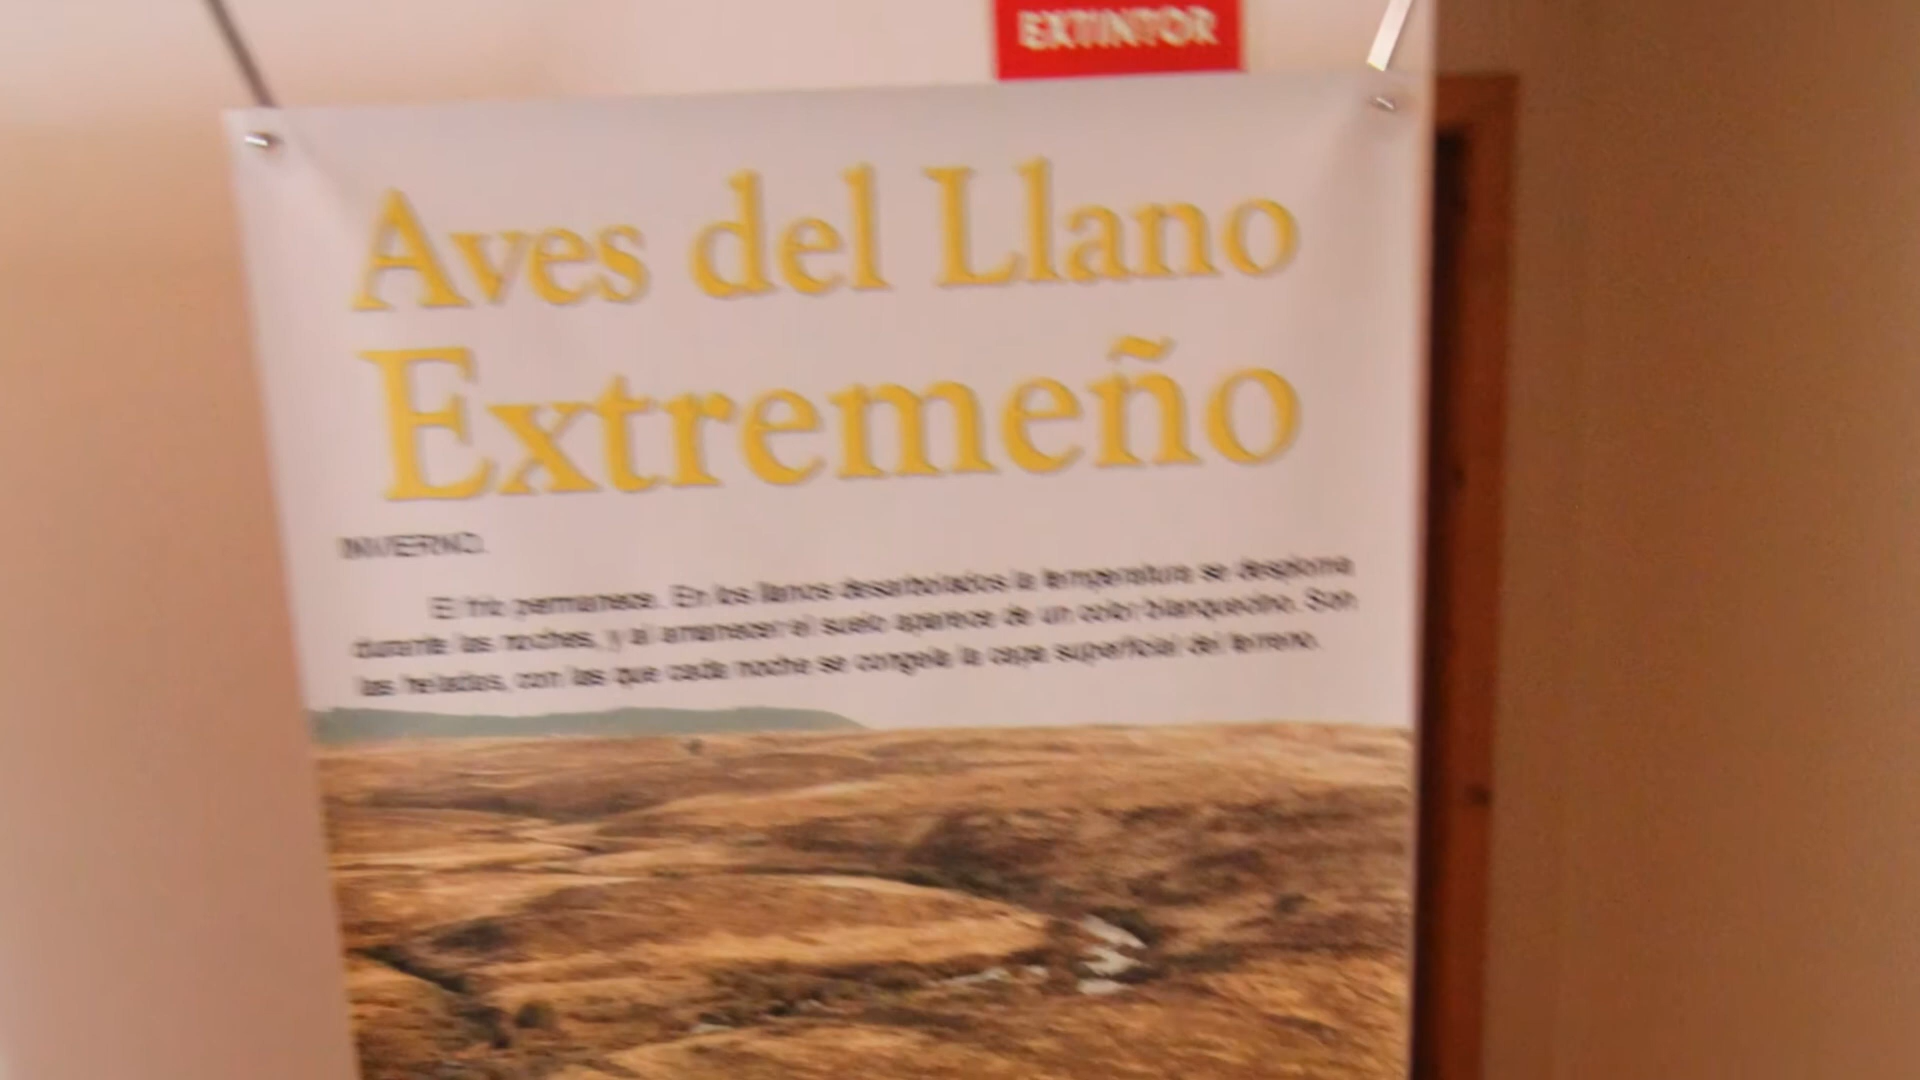 EXTINTOR
Aves del Llano
Extremeño
INVIERNO.
El frío permanece. En los llanos desarbolados la temperatura se desploma
durante las noches, y al amanecer el suelo aparece de un color blanquecino. Son
las heladas, con las que cada noche se congela la capa superficial del terreno.